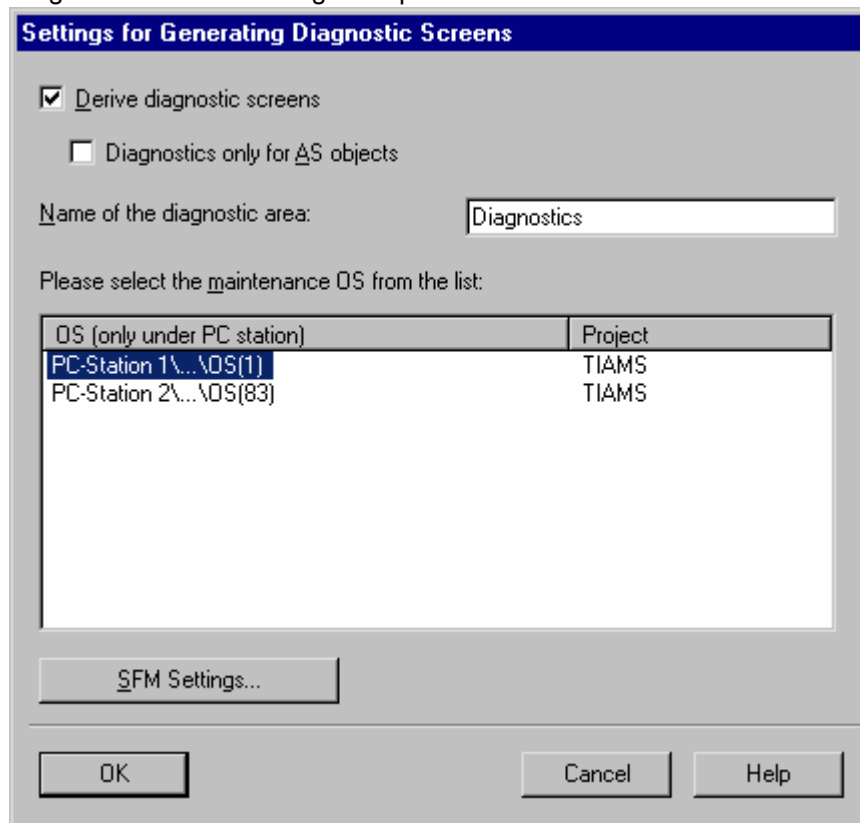 Settings for Generating Diagnostic Screens
Derive diagnostic screens
Diagnostics only for AS objects
Name of the diagnostic area: Diagnostics
Please select the maintenance OS from the list:
OS (only under PC station) Project
PC-Station 1\...\OS(1) TIAMS
PC-Station 2\...\OS(83) TIAMS
SFM Settings...
OK Cancel Help